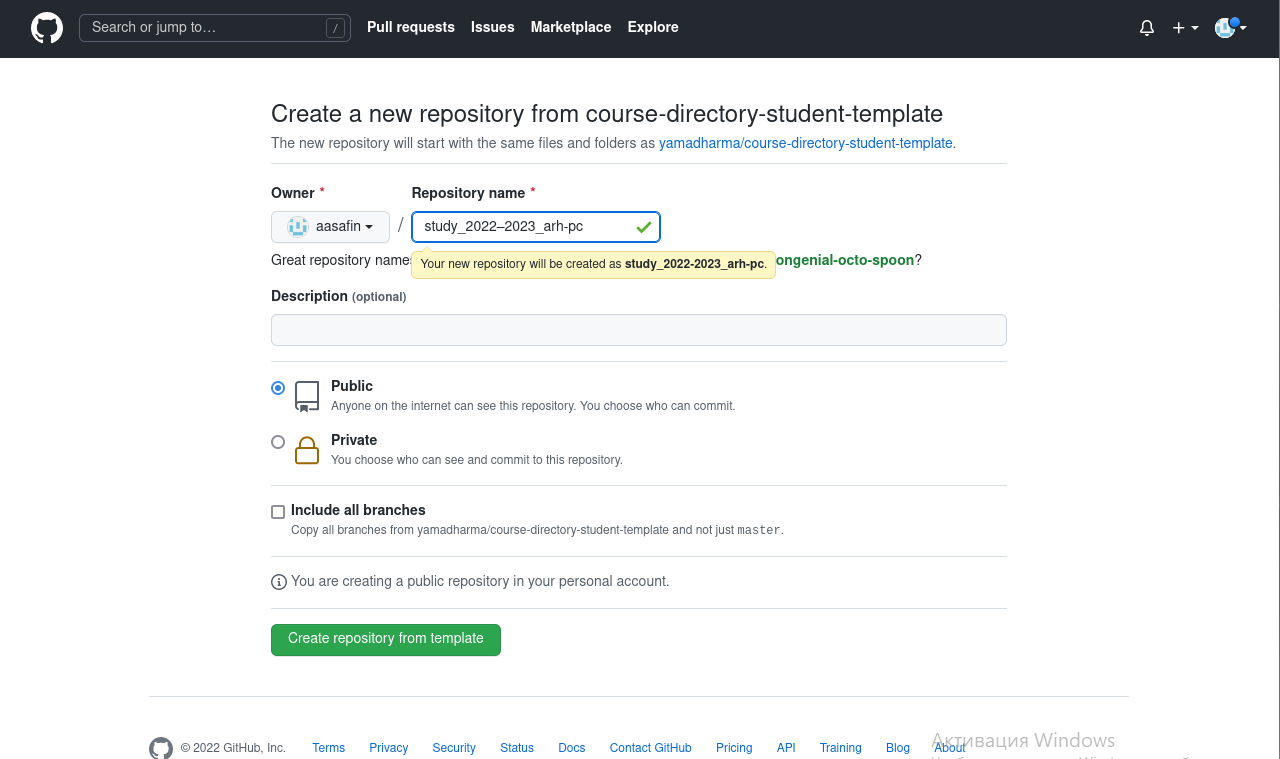 Search or jump to…
/
Pull requests
Issues
Marketplace
Explore
Create a new repository from course-directory-student-template
The new repository will start with the same files and folders as yamadharma/course-directory-student-template.
Owner *
Repository name *
aasafin
/
study_2022–2023_arh-pc
Great repository names
Your new repository will be created as study_2022-2023_arh-pc.
ongenial-octo-spoon?
Description (optional)
Public
Anyone on the internet can see this repository. You choose who can commit.
Private
You choose who can see and commit to this repository.
Include all branches
Copy all branches from yamadharma/course-directory-student-template and not just master.
You are creating a public repository in your personal account.
Create repository from template
© 2022 GitHub, Inc.
Terms
Privacy
Security
Status
Docs
Contact GitHub
Pricing
API
Training
Blog
About
Активация Windows